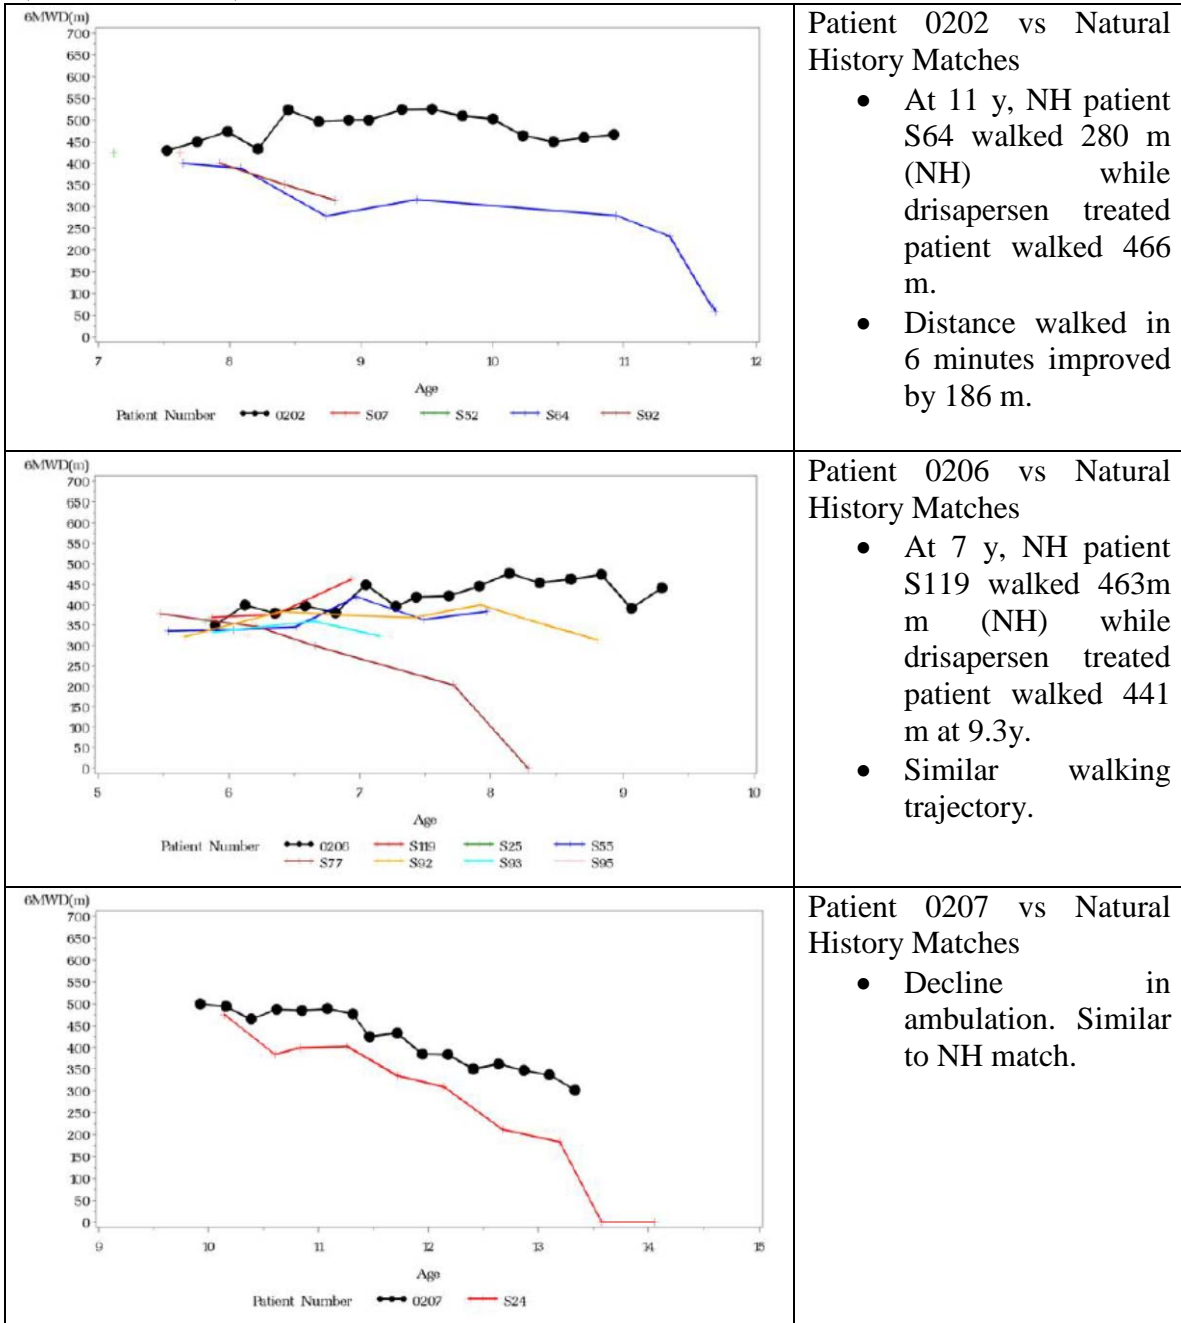 6MWD(m)
700
650
600
550
500
450
400
350
300
250
200
150
100
50
0
7 8 9 10 11 12
Age
Patient Number 0202 S07 S52 S64 S92
Patient 0202 vs Natural
History Matches
• At 11 y, NH patient
S64 walked 280 m
(NH) while
drisapersen treated
patient walked 466
m.
• Distance walked in
6 minutes improved
by 186 m.
6MWD(m)
700
650
600
550
500
450
400
350
300
250
200
150
100
50
0
5 6 7 8 9 10
Age
Patient Number 0206 S119 S25 S55
S77 S92 S93 S95
Patient 0206 vs Natural
History Matches
• At 7 y, NH patient
S119 walked 463m
m (NH) while
drisapersen treated
patient walked 441
m at 9.3y.
• Similar walking
trajectory.
6MWD(m)
700
650
600
550
500
450
400
350
300
250
200
150
100
50
0
9 10 11 12 13 14 15
Age
Patient Number 0207 S24
Patient 0207 vs Natural
History Matches
• Decline in
ambulation. Similar
to NH match.